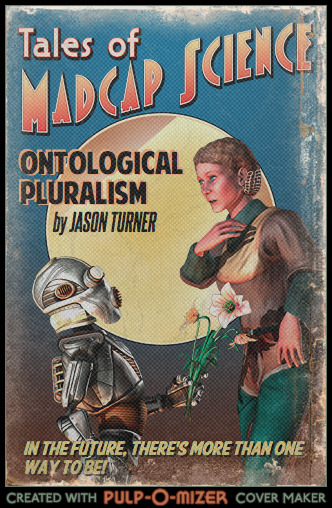 Tales of
MADCAP SCIENCE
ONTOLOGICAL
PLURALISM
by JASON TURNER
IN THE FUTURE, THERE'S MORE THAN ONE
WAY TO BE!
CREATED WITH PULP-O-MIZER COVER MAKER